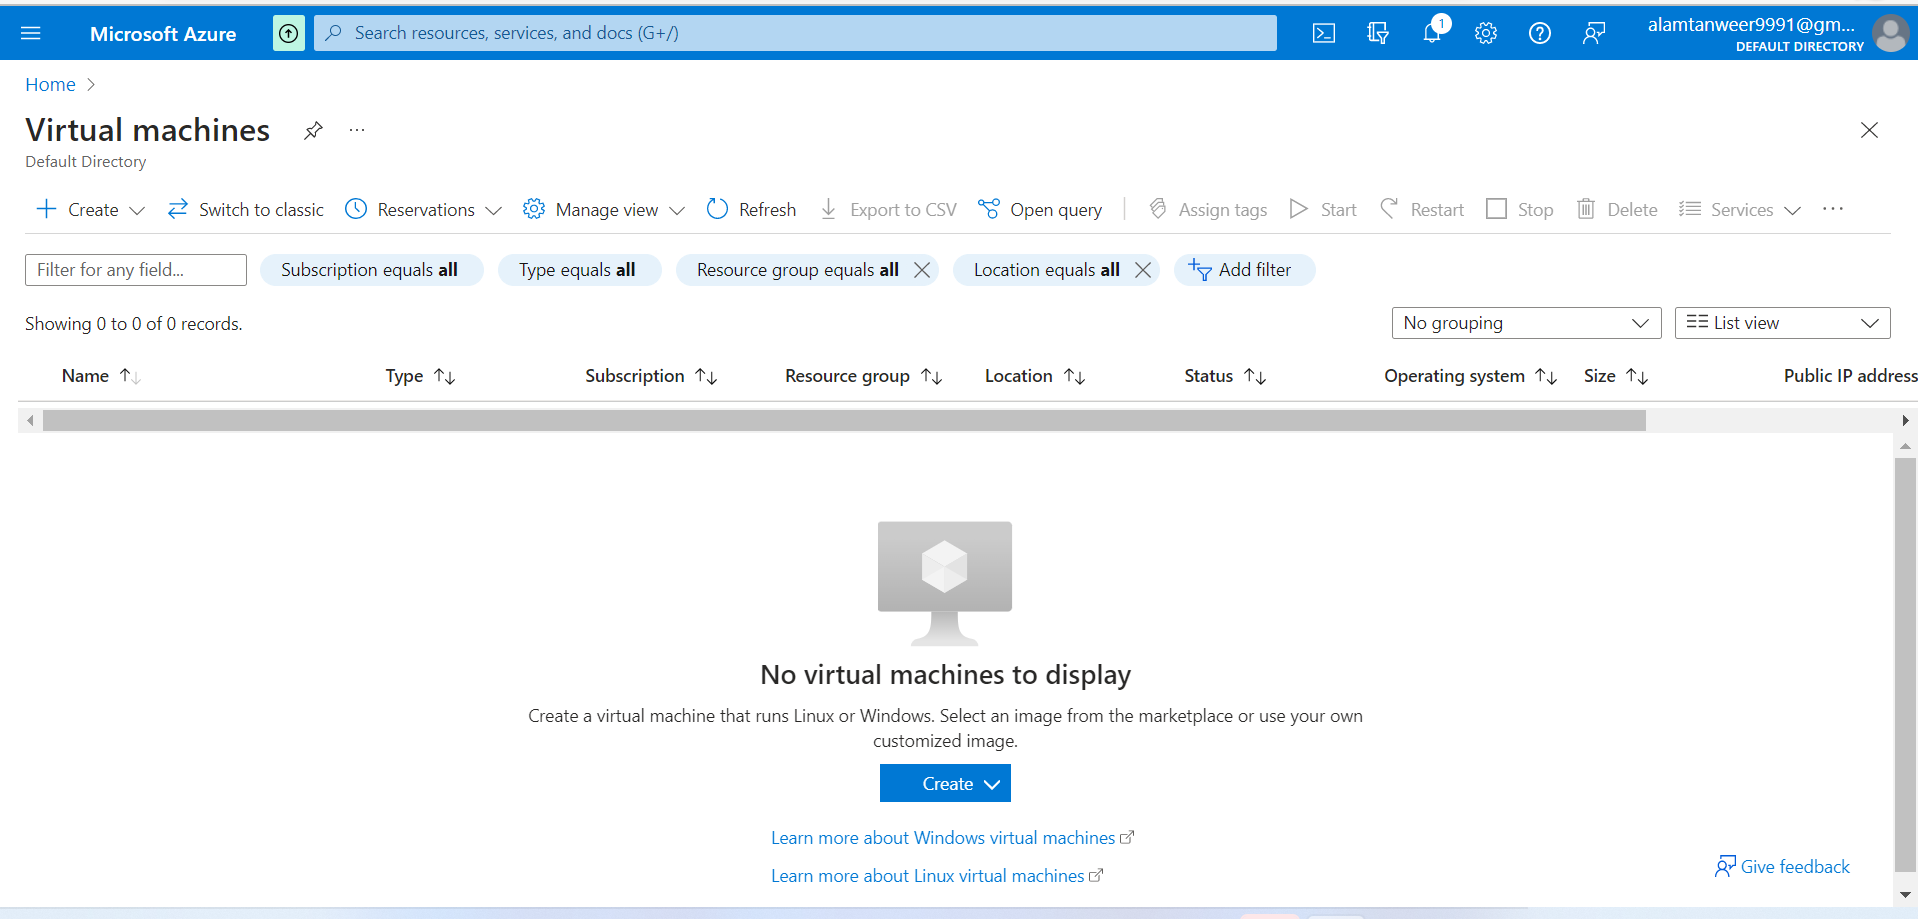 Microsoft Azure
Search resources, services, and docs (G+/)
1
alamtanweer9991@gm...
DEFAULT DIRECTORY
Home
Virtual machines
...
Default Directory
Create
Switch to classic
Reservations
Manage view
Refresh
Export to CSV
Open query
Assign tags
Start
Restart
Stop
Delete
Services
...
Filter for any field...
Subscription equals all
Type equals all
Resource group equals all
Location equals all
Add filter
Showing 0 to 0 of 0 records.
No grouping
List view
Name
Type
Subscription
Resource group
Location
Status
Operating system
Size
Public IP address
No virtual machines to display
Create a virtual machine that runs Linux or Windows. Select an image from the marketplace or use your own
customized image.
Create
Learn more about Windows virtual machines
Learn more about Linux virtual machines
Give feedback